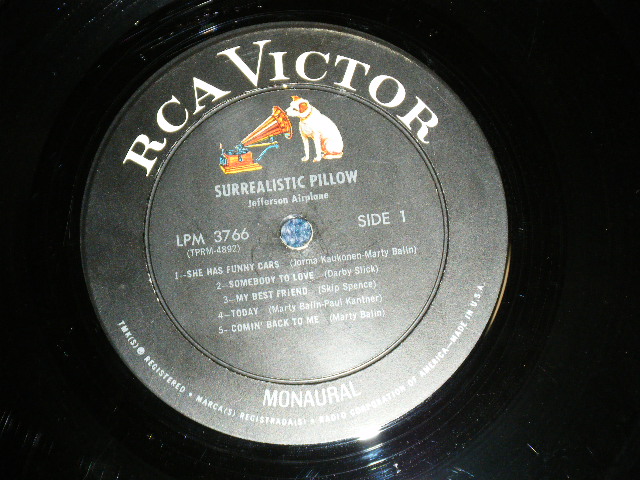 RCA VICTOR
SURREALISTIC PILLOW
Jefferson Airplane
LPM 3766
(TPRM-4892)
SIDE 1
1-SHE HAS FUNNY CARS (Jorma Kaukonen-Marty Balin)
2-SOMEBODY TO LOVE (Darby Slick)
3-MY BEST FRIEND (Skip Spence)
4-TODAY (Marty Balin-Paul Kantner)
5-COMIN' BACK TO ME (Marty Balin)
MONAURAL
TMK(S) ® REGISTERED • MARCA(S) REGISTRADA(S) • RADIO CORPORATION OF AMERICA-MADE IN U.S.A.